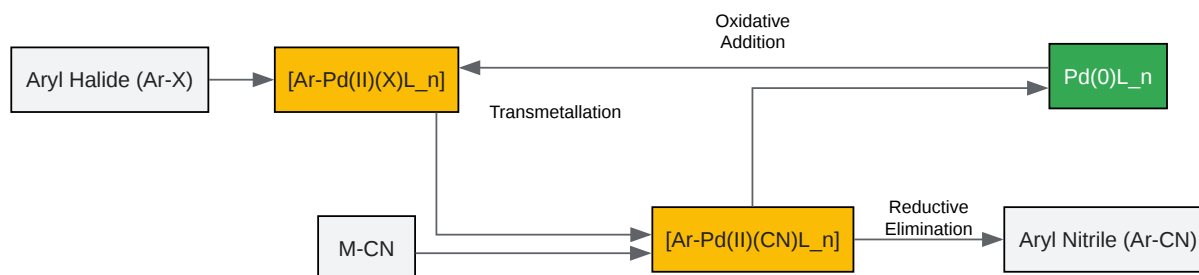 Oxidative
Addition
Aryl Halide (Ar-X)
[Ar-Pd(II)(X)L_n]
Pd(0)L_n
Transmetallation
M-CN
[Ar-Pd(II)(CN)L_n]
Reductive
Elimination
Aryl Nitrile (Ar-CN)